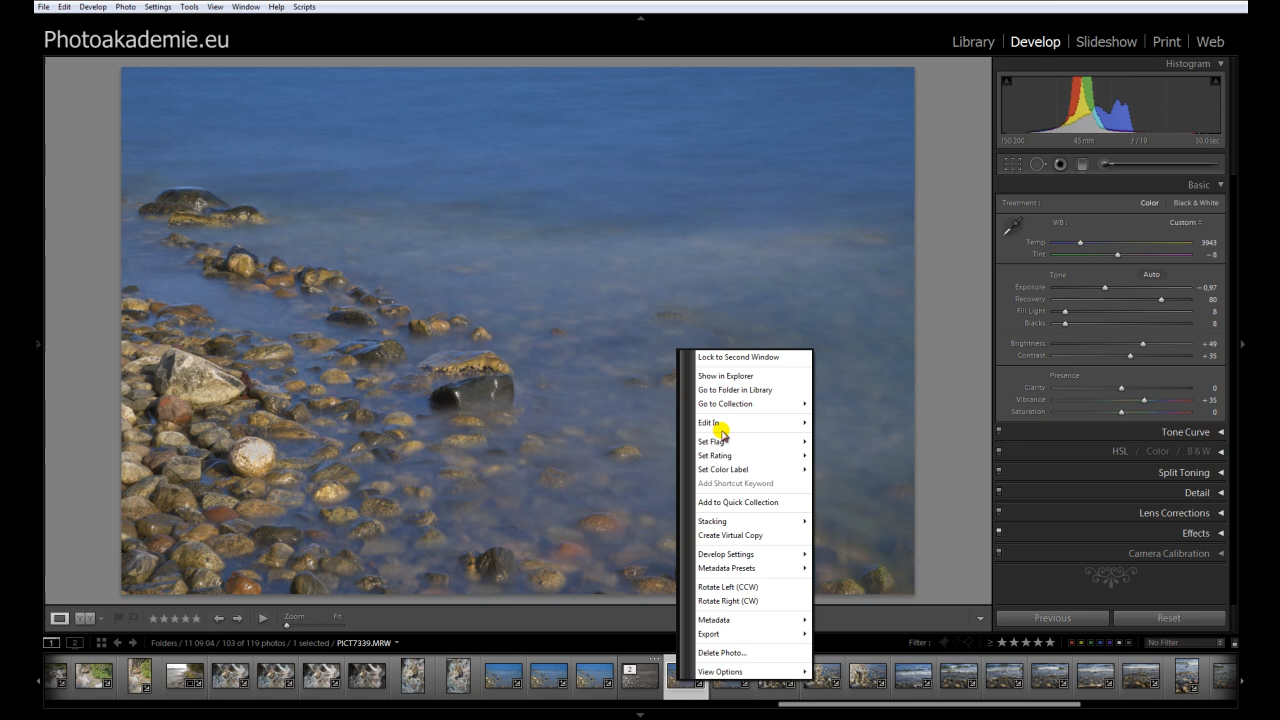 File Edit Develop Photo Settings Tools View Window Help Scripts
Photoakademie.eu
Library | Develop | Slideshow | Print | Web
Histogram
ISO 200 45 mm f / 19 30,0 sec
Basic
Treatment : Color Black & White
WB : Custom
Temp 3943
Tint – 8
Tone Auto
Exposure – 0,97
Recovery 80
Fill Light 8
Blacks 8
Brightness + 49
Contrast + 35
Presence
Clarity 0
Vibrance + 35
Saturation 0
Tone Curve
HSL / Color / B & W
Split Toning
Detail
Lens Corrections
Effects
Camera Calibration
Previous Reset
Lock to Second Window
Show in Explorer
Go to Folder in Library
Go to Collection
Edit In
Set Flag
Set Rating
Set Color Label
Add Shortcut Keyword
Add to Quick Collection
Stacking
Create Virtual Copy
Develop Settings
Metadata Presets
Rotate Left (CCW)
Rotate Right (CW)
Metadata
Export
Delete Photo...
View Options
Zoom Fit
1 2 Folders / 11 09 04 / 103 of 119 photos / 1 selected / PICT7339.MRW
Filter : No Filter
2